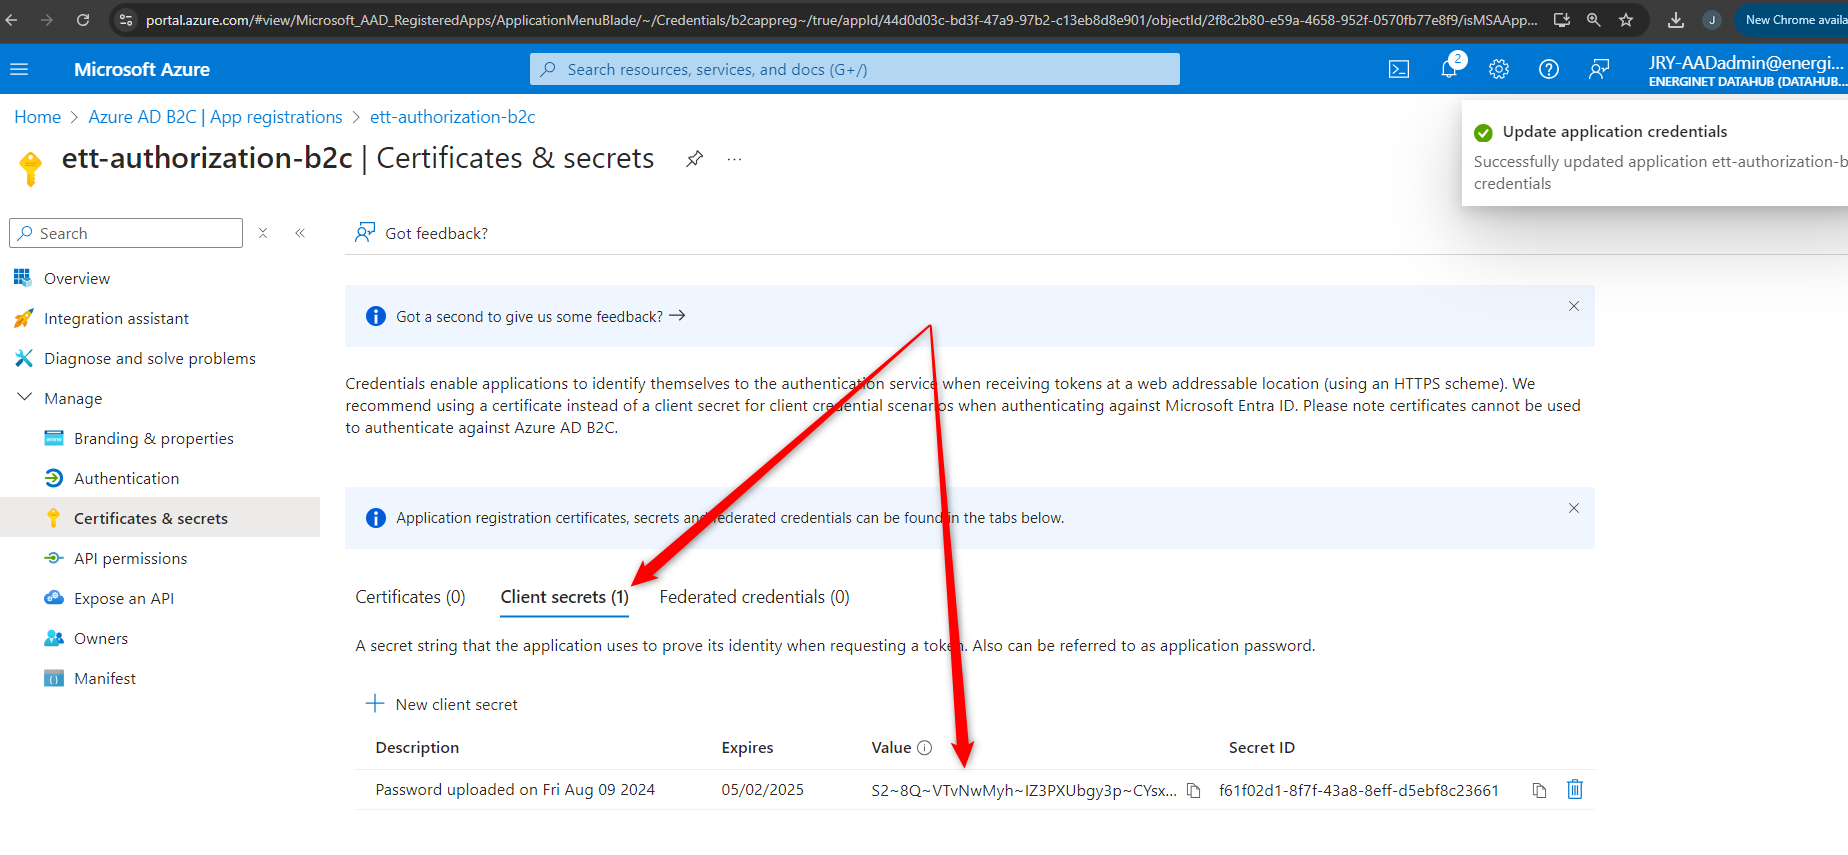 portal.azure.com/#view/Microsoft_AAD_RegisteredApps/ApplicationMenuBlade/~/Credentials/b2cappreg~/true/appId/44d0d03c-bd3f-47a9-97b2-c13eb8d8e901/objectId/2f8c2b80-e59a-4658-952f-0570fb77e8f9/isMSAApp...
J
New Chrome availa
Microsoft Azure
Search resources, services, and docs (G+/)
2
JRY-AADadmin@energi...
ENERGINET DATAHUB (DATAHUB...
Home > Azure AD B2C | App registrations > ett-authorization-b2c
Update application credentials
Successfully updated application ett-authorization-b
credentials
ett-authorization-b2c | Certificates & secrets
Search
Got feedback?
Overview
Integration assistant
Diagnose and solve problems
Manage
Branding & properties
Authentication
Certificates & secrets
API permissions
Expose an API
Owners
Manifest
Got a second to give us some feedback? →
Credentials enable applications to identify themselves to the authentication service when receiving tokens at a web addressable location (using an HTTPS scheme). We
recommend using a certificate instead of a client secret for client credential scenarios when authenticating against Microsoft Entra ID. Please note certificates cannot be used
to authenticate against Azure AD B2C.
Application registration certificates, secrets and federated credentials can be found in the tabs below.
Certificates (0) Client secrets (1) Federated credentials (0)
A secret string that the application uses to prove its identity when requesting a token. Also can be referred to as application password.
New client secret
Description Expires Value Secret ID
Password uploaded on Fri Aug 09 2024 05/02/2025 S2~8Q~VTvNwMyh~IZ3PXUbgy3p~CYsx... f61f02d1-8f7f-43a8-8eff-d5ebf8c23661